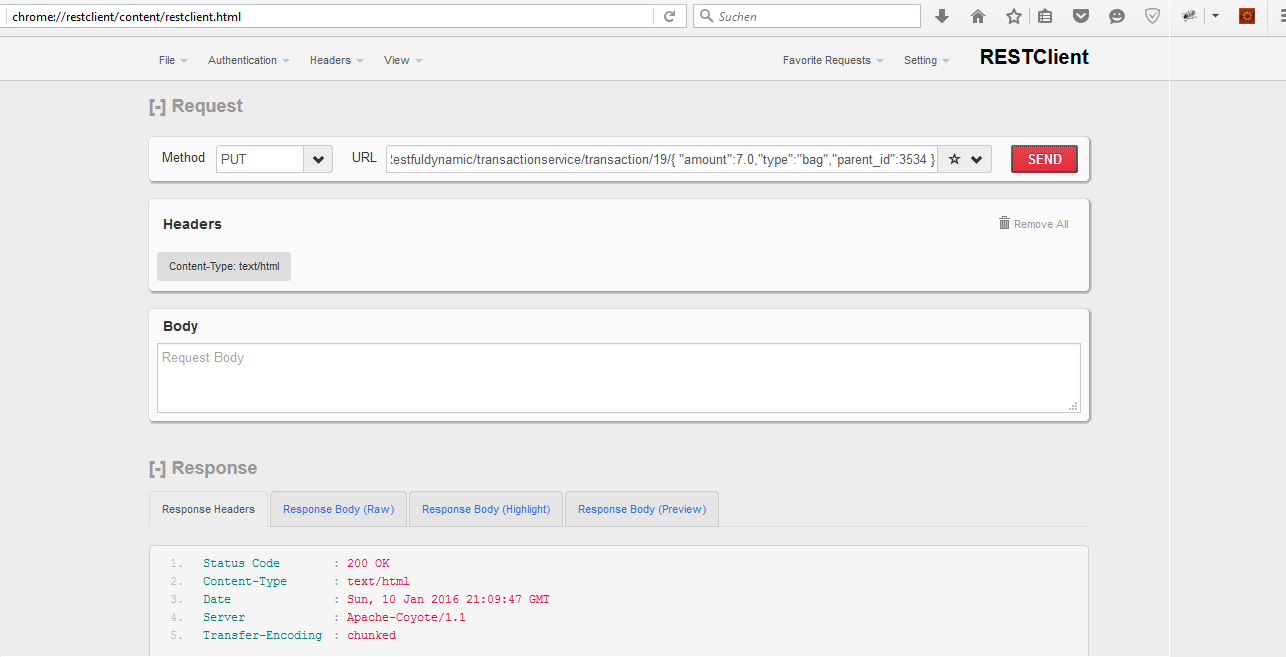 chrome://restclient/content/restclient.html
Suchen
File Authentication Headers View Favorite Requests Setting RESTClient
[-] Request
Method PUT URL Restfuldynamic/transactionservice/transaction/19/{ "amount":7.0,"type":"bag","parent_id":3534 } SEND
Headers Remove All
Content-Type: text/html
Body
Request Body
[-] Response
Response Headers Response Body (Raw) Response Body (Highlight) Response Body (Preview)
1. Status Code : 200 OK
2. Content-Type : text/html
3. Date : Sun, 10 Jan 2016 21:09:47 GMT
4. Server : Apache-Coyote/1.1
5. Transfer-Encoding : chunked